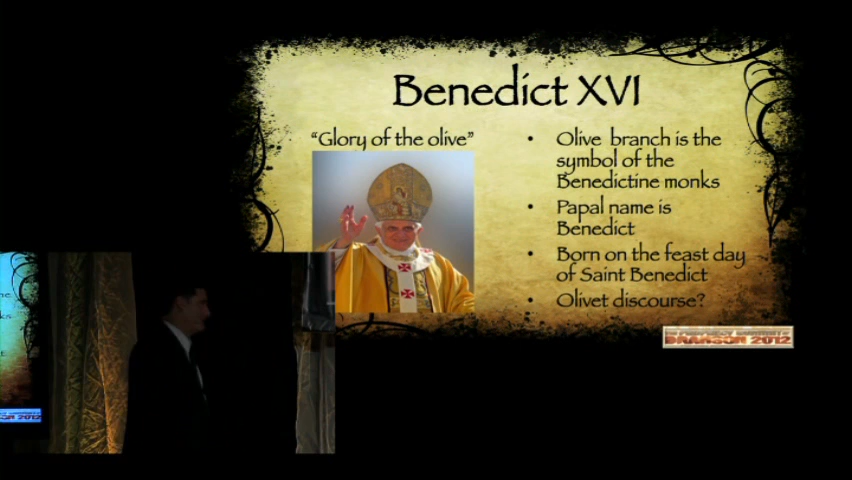 Benedict XVI
"Glory of the olive"
• Olive branch is the
symbol of the
Benedictine monks
• Papal name is
Benedict
• Born on the feast day
of Saint Benedict
• Olivet discourse?
BRANSON 2012